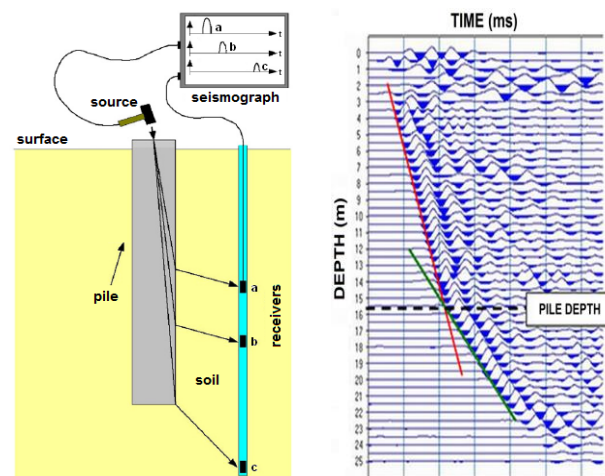 a
t
b
t
c
t
seismograph
source
surface
pile
soil
receivers
a
b
c
TIME (ms)
DEPTH (m)
0
1
2
3
4
5
6
7
8
9
10
11
12
13
14
15
16
17
18
19
20
21
22
23
24
25
PILE DEPTH